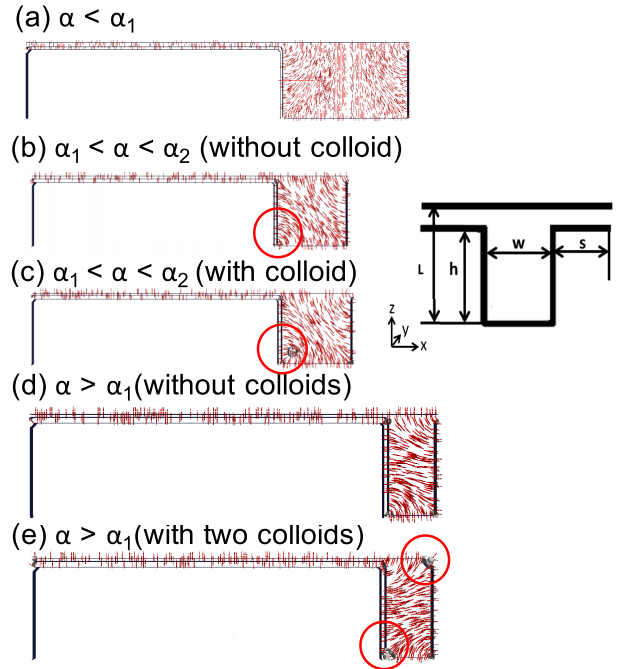 (a) α < α₁
(b) α₁ < α < α₂ (without colloid)
(c) α₁ < α < α₂ (with colloid)
L
h
w
s
z
y
x
(d) α > α₁(without colloids)
(e) α > α₁(with two colloids)